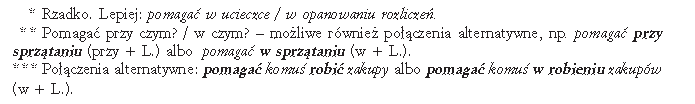 * Rzadko. Lepiej: pomagać w ucieczce / w opanowaniu rozliczeń.
** Pomagać przy czym? / w czym? – możliwe również połączenia alternatywne, np. pomagać przy
sprzątaniu (przy + L.) albo pomagać w sprzątaniu (w + L.).
*** Połączenia alternatywne: pomagać komuś robić zakupy albo pomagać komuś w robieniu zakupów
(w + L.).